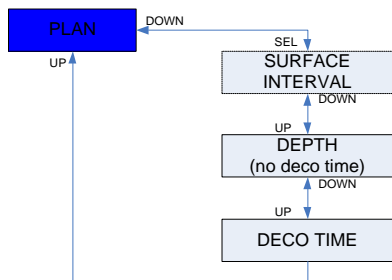 PLAN
DOWN
UP
SEL
SURFACE
INTERVAL
DOWN
UP
DEPTH
(no deco time)
DOWN
UP
DECO TIME